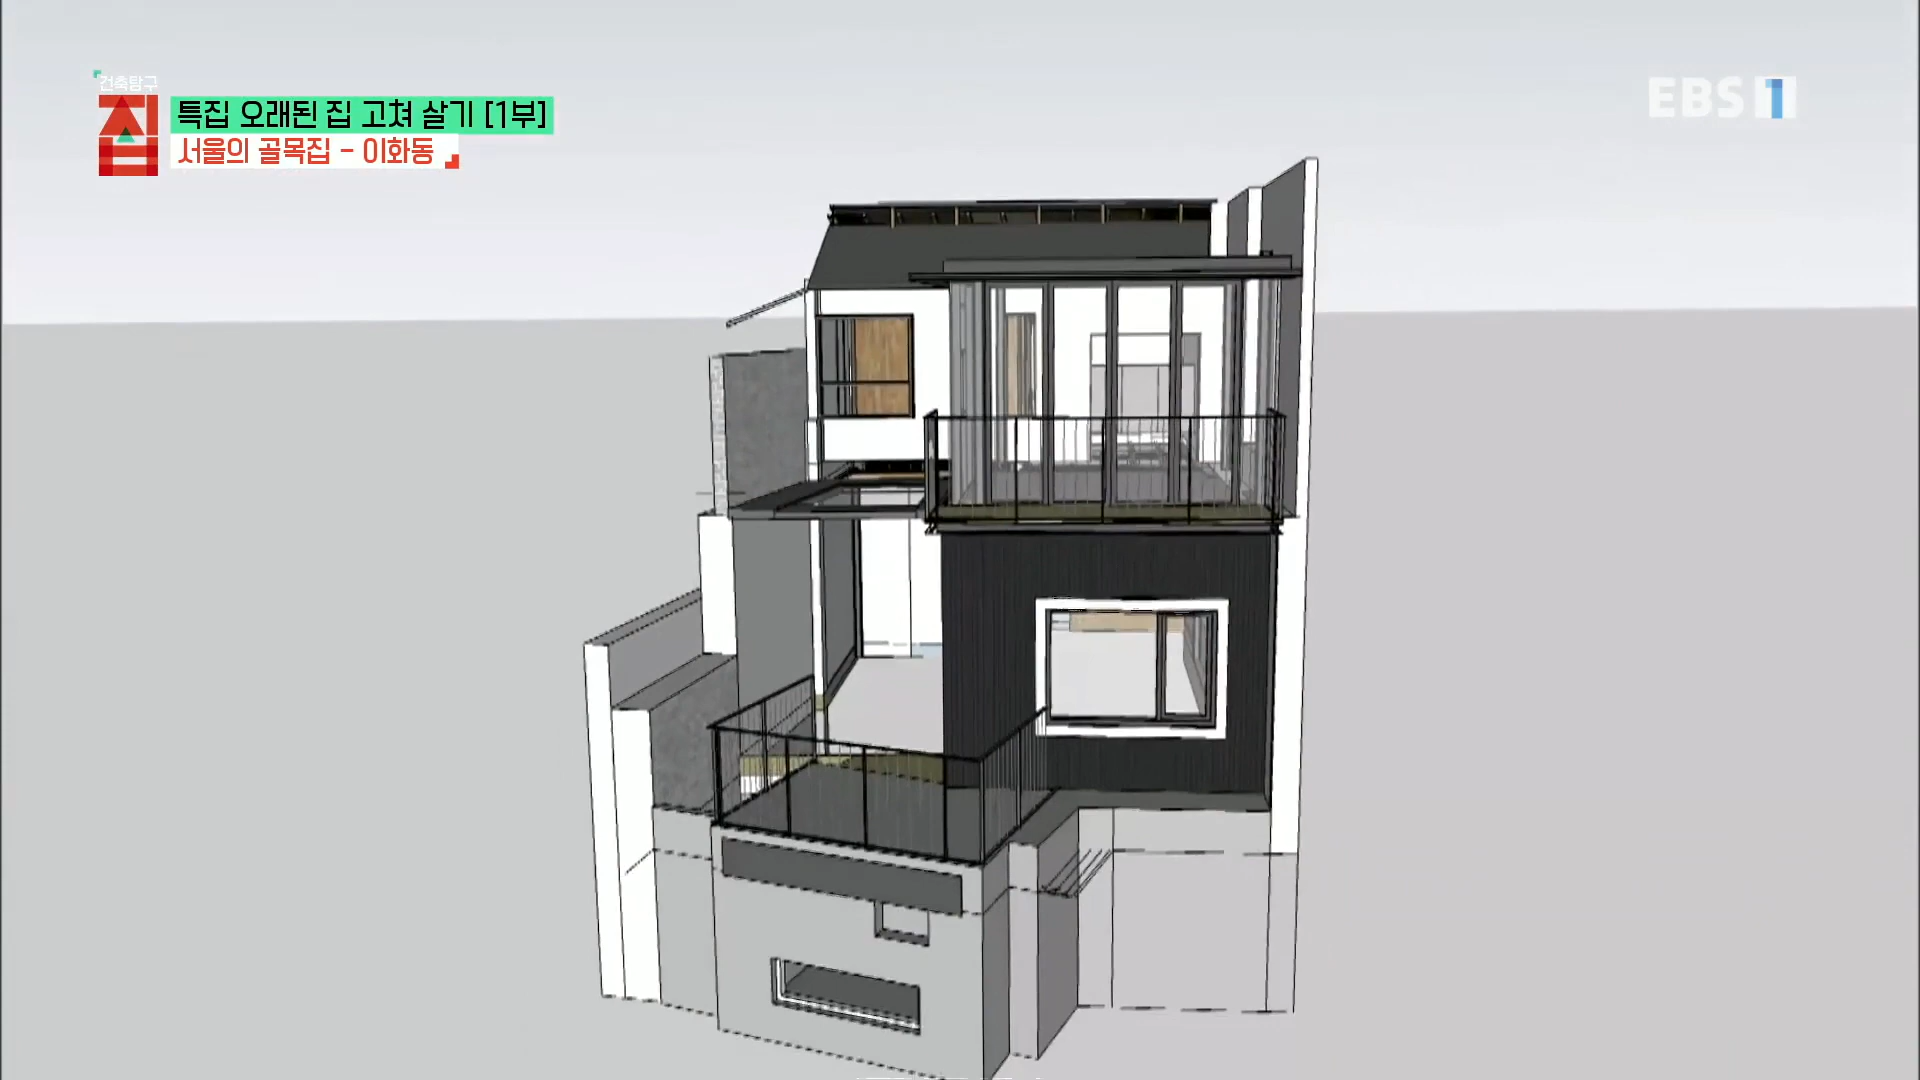 건축탐구
집
특집 오래된 집 고쳐 살기 [1부]
서울의 골목집 - 이화동
EBS 1